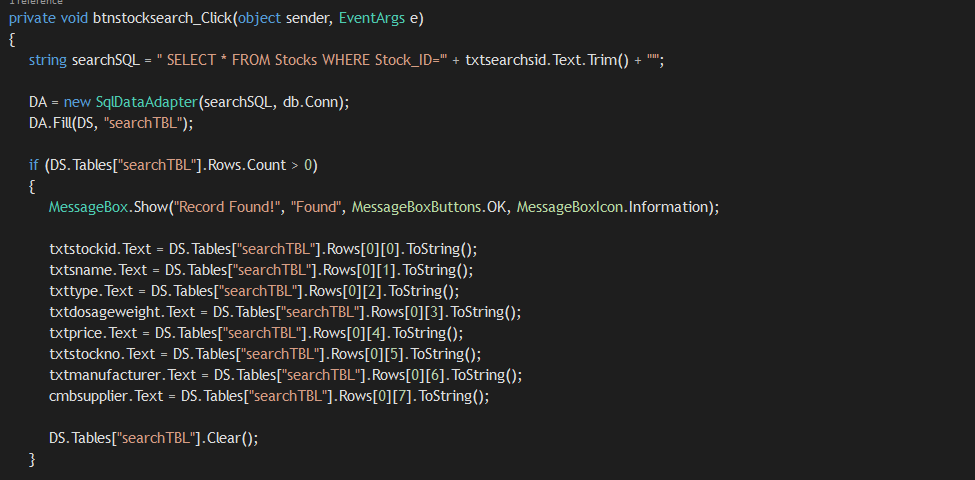 1 reference
private void btnstocksearch_Click(object sender, EventArgs e)
{
string searchSQL = " SELECT * FROM Stocks WHERE Stock_ID='" + txtsearchsid.Text.Trim() + "'";
DA = new SqlDataAdapter(searchSQL, db.Conn);
DA.Fill(DS, "searchTBL");
if (DS.Tables["searchTBL"].Rows.Count > 0)
{
MessageBox.Show("Record Found!", "Found", MessageBoxButtons.OK, MessageBoxIcon.Information);
txtstockid.Text = DS.Tables["searchTBL"].Rows[0][0].ToString();
txtsname.Text = DS.Tables["searchTBL"].Rows[0][1].ToString();
txttype.Text = DS.Tables["searchTBL"].Rows[0][2].ToString();
txtdosageweight.Text = DS.Tables["searchTBL"].Rows[0][3].ToString();
txtprice.Text = DS.Tables["searchTBL"].Rows[0][4].ToString();
txtstockno.Text = DS.Tables["searchTBL"].Rows[0][5].ToString();
txtmanufacturer.Text = DS.Tables["searchTBL"].Rows[0][6].ToString();
cmbsupplier.Text = DS.Tables["searchTBL"].Rows[0][7].ToString();
DS.Tables["searchTBL"].Clear();
}